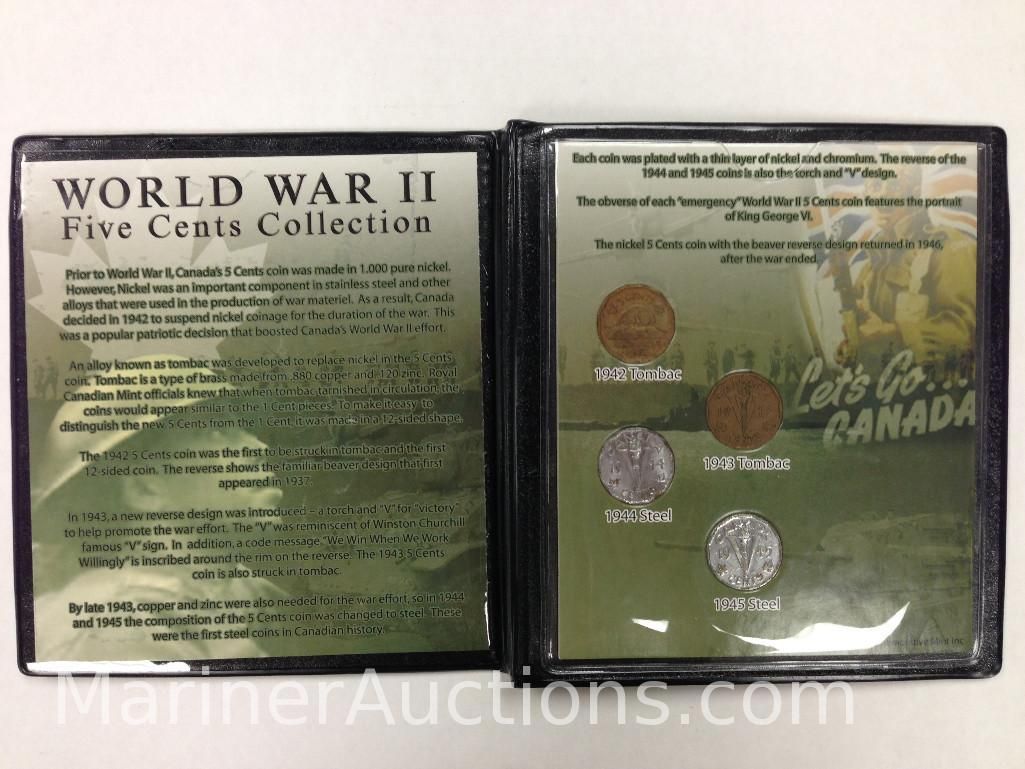 WORLD WAR II
Five Cents Collection
Prior to World War II, Canada's 5 Cents coin was made in 1.000 pure nickel.
However, Nickel was an important component in stainless steel and other
alloys that were used in the production of war materiel. As a result, Canada
decided in 1942 to suspend nickel coinage for the duration of the war. This
was a popular patriotic decision that boosted Canada's World War II effort.
An alloy known as tombac was developed to replace nickel in the 5 Cents
coin. Tombac is a type of brass made from .880 copper and .120 zinc. Royal
Canadian Mint officials knew that when tombac tarnished in circulation, the
coins would appear similar to the 1 Cent pieces. To make it easy to
distinguish the new 5 Cents from the 1 Cent, it was made in a 12-sided shape.
The 1942 5 Cents coin was the first to be struck in tombac and the first
12-sided coin. The reverse shows the familiar beaver design that first
appeared in 1937.
In 1943, a new reverse design was introduced – a torch and "V" for "victory"
to help promote the war effort. The "V" was reminiscent of Winston Churchill
famous "V" sign. In addition, a code message "We Win When We Work
Willingly" is inscribed around the rim on the reverse. The 1943 5 Cents
coin is also struck in tombac.
By late 1943, copper and zinc were also needed for the war effort, so in 1944
and 1945 the composition of the 5 Cents coin was changed to steel. These
were the first steel coins in Canadian history.
Each coin was plated with a thin layer of nickel and chromium. The reverse of the
1944 and 1945 coins is also the torch and "V" design.
The obverse of each "emergency" World War II 5 Cents coin features the portrait
of King George VI.
The nickel 5 Cents coin with the beaver reverse design returned in 1946,
after the war ended.
5 CENTS
1942 Tombac
Let's Go...
CANADA
1943 Tombac
CENTS
1944 Steel
19 45
CENTS
1945 Steel
Mint Inc
MarinerAuctions.com